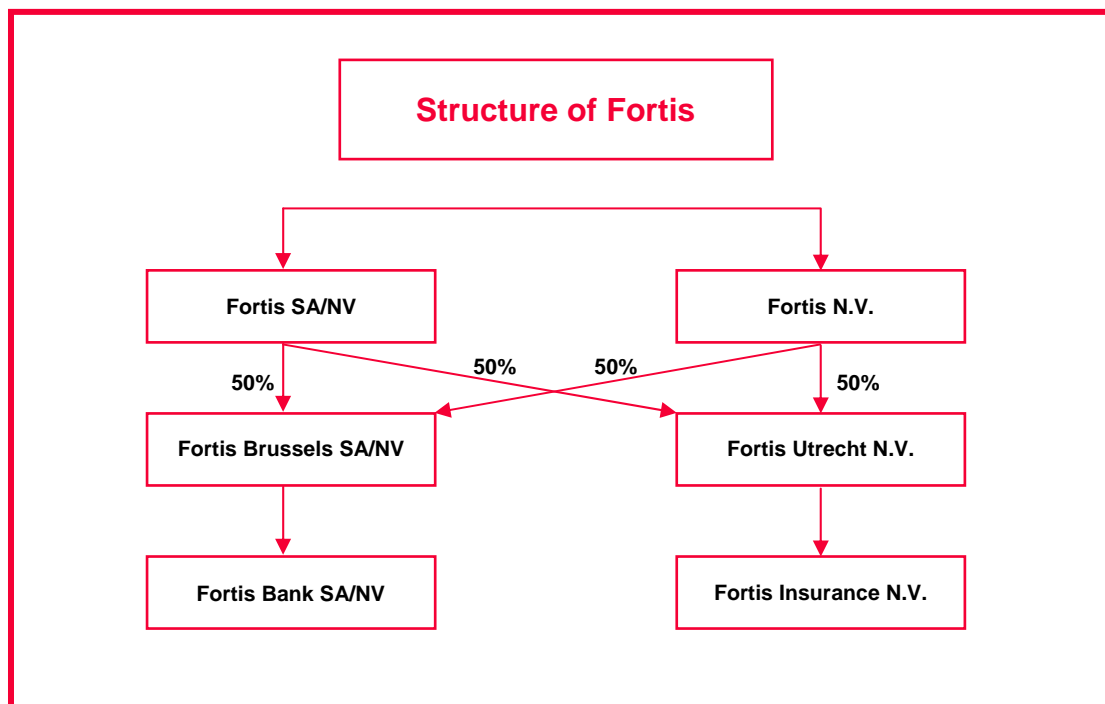 Structure of Fortis
Fortis SA/NV
Fortis N.V.
50%
50%
50%
50%
Fortis Brussels SA/NV
Fortis Utrecht N.V.
Fortis Bank SA/NV
Fortis Insurance N.V.